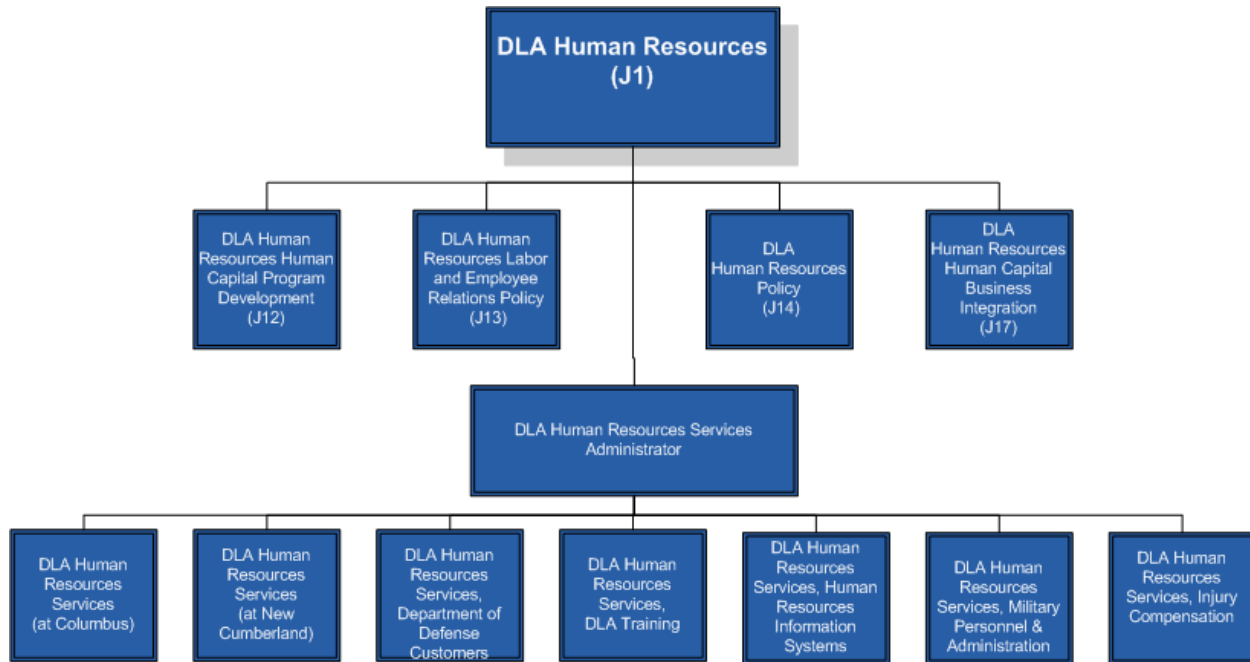 DLA Human Resources
(J1)
DLA Human
Resources Human
Capital Program
Development
(J12)
DLA Human
Resources Labor
and Employee
Relations Policy
(J13)
DLA
Human Resources
Policy
(J14)
DLA
Human Resources
Human Capital
Business
Integration
(J17)
DLA Human Resources Services
Administrator
DLA Human
Resources
Services
(at Columbus)
DLA Human
Resources
Services
(at New
Cumberland)
DLA Human
Resources
Services,
Department of
Defense
Customers
DLA Human
Resources
Services,
DLA Training
DLA Human
Resources
Services, Human
Resources
Information
Systems
DLA Human
Resources
Services, Military
Personnel &
Administration
DLA Human
Resources
Services, Injury
Compensation